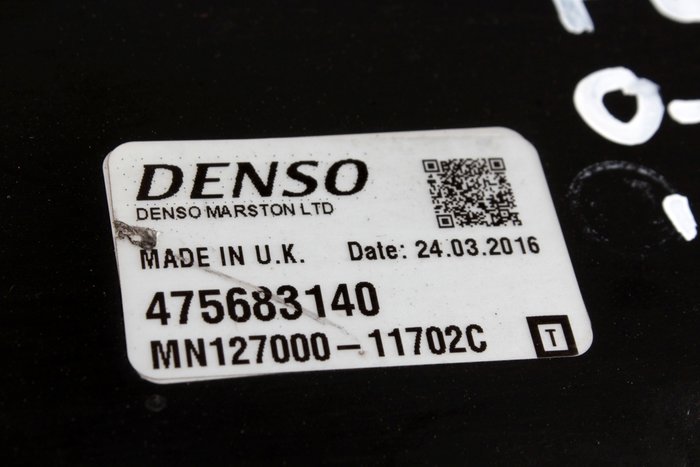 DENSO
DENSO MARSTON LTD
MADE IN U.K. Date: 24.03.2016
475683140
MN127000-11702C
T